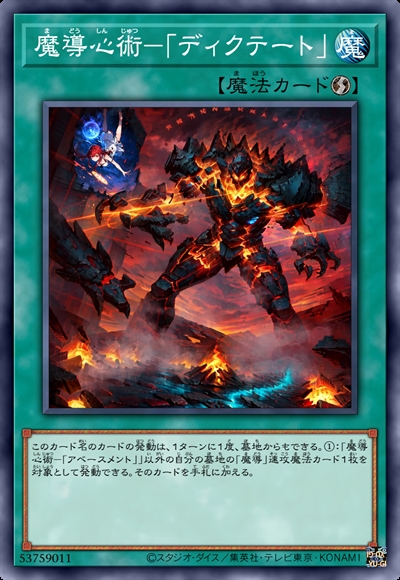 魔導心術ー「ディクテート」
魔
【魔法カード】
このカード名のカードの発動は、1ターンに1度、墓地からもできる。①:「魔導
心術ー「アベースメント」」以外の自分の墓地の「魔導」速攻魔法カード1枚を
対象として発動できる。そのカードを手札に加える。
53759011
©スタジオ・ダイス/集英社・テレビ東京・KONAMI